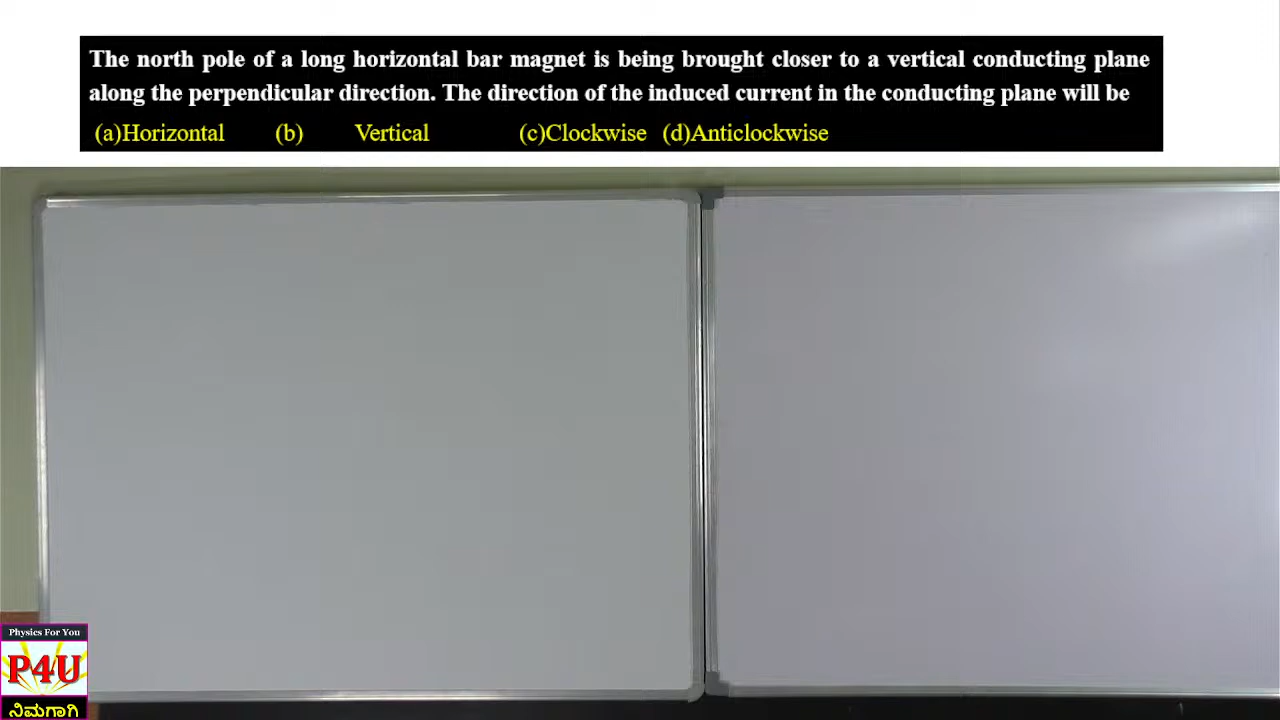 The north pole of a long horizontal bar magnet is being brought closer to a vertical conducting plane
along the perpendicular direction. The direction of the induced current in the conducting plane will be
(a)Horizontal (b) Vertical (c)Clockwise (d)Anticlockwise
Physics For You
P4U
ನಿಮಗಾಗಿ